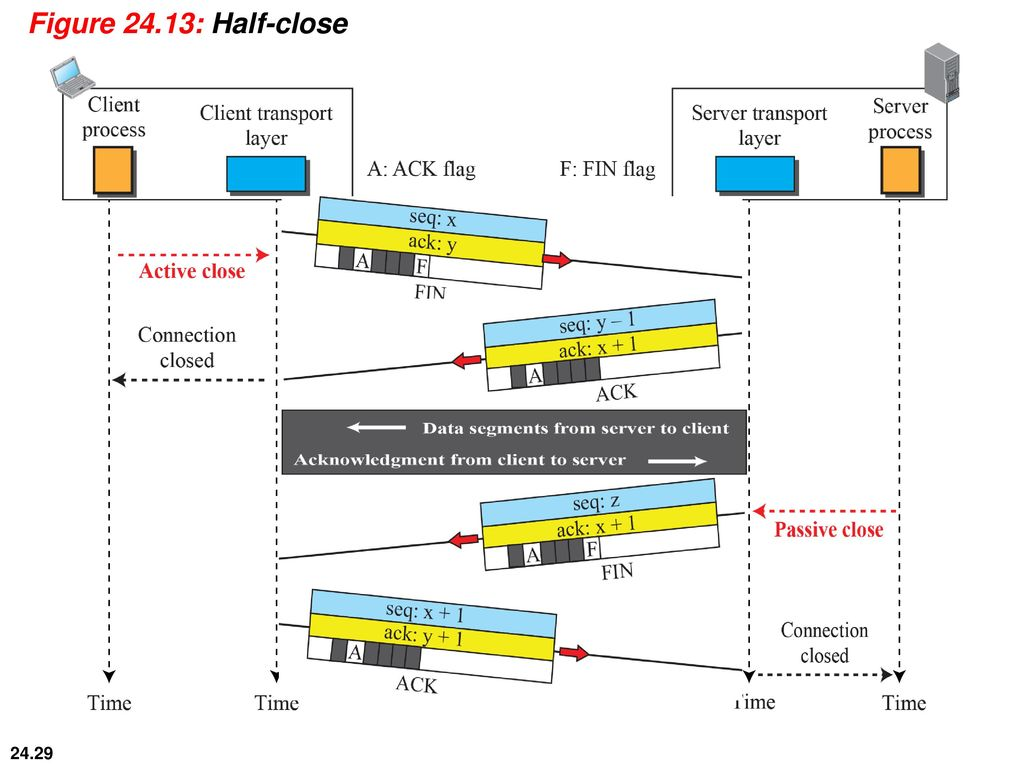 Figure 24.13: Half-close
Client
process
Client transport
layer
Server transport
layer
Server
process
A: ACK flag
F: FIN flag
seq: x
ack: y
A
F
FIN
Active close
seq: y – 1
ack: x + 1
A
ACK
Connection
closed
Data segments from server to client
Acknowledgment from client to server
seq: z
ack: x + 1
A
F
FIN
Passive close
seq: x + 1
ack: y + 1
A
ACK
Connection
closed
Time
Time
Time
Time
24.29